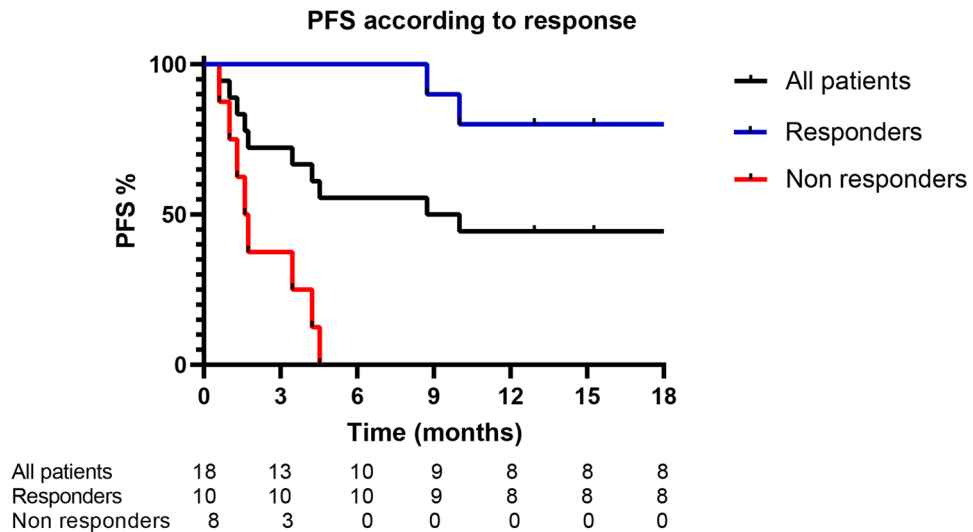 PFS according to response
100
50
0
PFS %
0 3 6 9 12 15 18
Time (months)
All patients
Responders
Non responders
All patients 18 13 10 9 8 8 8
Responders 10 10 10 9 8 8 8
Non responders 8 3 0 0 0 0 0